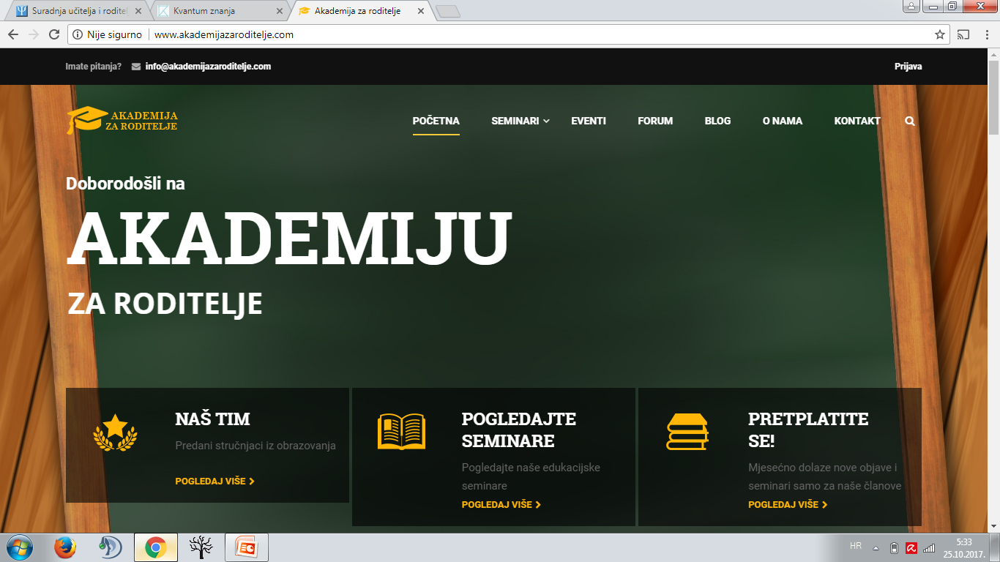 Suradnja učitelja i roditel
Kvantum znanja
Akademija za roditelje
Nije sigurno www.akademijazaroditelje.com
Imate pitanja? info@akademijazaroditelje.com Prijava
AKADEMIJA
ZA RODITELJE
POČETNA SEMINARI EVENTI FORUM BLOG O NAMA KONTAKT
Doborodošli na
AKADEMIJU
ZA RODITELJE
NAŠ TIM
Predani stručnjaci iz obrazovanja
POGLEDAJ VIŠE
POGLEDAJTE
SEMINARE
Pogledajte naše edukacijske
seminare
POGLEDAJ VIŠE
PRETPLATITE
SE!
Mjesećno dolaze nove objave i
seminari samo za naše članove
POGLEDAJ VIŠE
HR
5:33
25.10.2017.